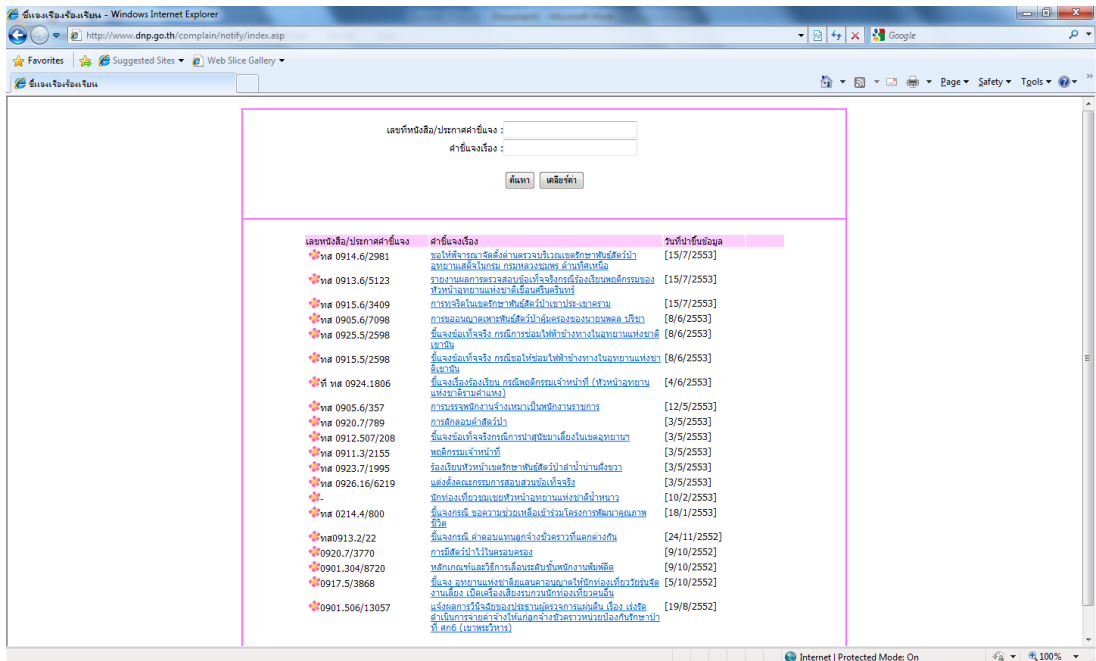 ชี้แจงเรื่องร้องเรียน - Windows Internet Explorer
http://www.dnp.go.th/complain/notify/index.asp
Google
Favorites
Suggested Sites
Web Slice Gallery
ชี้แจงเรื่องร้องเรียน
Page
Safety
Tools
เลขที่หนังสือ/ประกาศคำชี้แจง :
คำชี้แจงเรื่อง :
ค้นหา
เคลียร์ค่า
เลขหนังสือ/ประกาศคำชี้แจง คำชี้แจงเรื่อง วันที่นำขึ้นข้อมูล
ทส 0914.6/2981 ขอให้พิจารณาจัดตั้งด่านตรวจบริเวณเขตรักษาพันธุ์สัตว์ป่า [15/7/2553]
อุทยานเสด็จในกรม กรมหลวงชุมพร ด้านทิศเหนือ
ทส 0913.6/5123 รายงานผลการตรวจสอบข้อเท็จจริงกรณีร้องเรียนพฤติกรรมของ [15/7/2553]
หัวหน้าอุทยานแห่งชาติเขื่อนศรีนครินทร์
ทส 0915.6/3409 การทุจริตในเขตรักษาพันธุ์สัตว์ป่าเขาประ-เขาคราม [15/7/2553]
ทส 0905.6/7098 การขออนุญาตเพาะพันธุ์สัตว์ป่าคุ้มครองของนายนพดล ปรีชา [8/6/2553]
ทส 0925.5/2598 ชี้แจงข้อเท็จจริง กรณีการซ่อมไฟฟ้าข้างทางในอุทยานแห่งชาติ [8/6/2553]
เขานัน
ทส 0915.5/2598 ชี้แจงข้อเท็จจริง กรณีขอให้ซ่อมไฟฟ้าข้างทางในอุทยานแห่งชา [8/6/2553]
ติเขานัน
ที่ ทส 0924.1806 ชี้แจงเรื่องร้องเรียน กรณีพฤติกรรมเจ้าหน้าที่ (หัวหน้าอุทยาน [4/6/2553]
แห่งชาติรามคำแหง)
ทส 0905.6/357 การบรรจุพนักงานจ้างเหมาเป็นพนักงานราชการ [12/5/2553]
ทส 0920.7/789 การลักลอบค้าสัตว์ป่า [3/5/2553]
ทส 0912.507/208 ชี้แจงข้อเท็จจริงกรณีการนำสุนัขมาเลี้ยงในเขตอุทยานฯ [3/5/2553]
ทส 0911.3/2155 พฤติกรรมเจ้าหน้าที่ [3/5/2553]
ทส 0923.7/1995 ร้องเรียนหัวหน้าเขตรักษาพันธุ์สัตว์ป่าลำน้ำน่านฝั่งขวา [3/5/2553]
ทส 0926.16/6219 แต่งตั้งคณะกรรมการสอบสวนข้อเท็จจริง [3/5/2553]
- นักท่องเที่ยวชมเชยหัวหน้าอุทยานแห่งชาติน้ำหนาว [10/2/2553]
ทส 0214.4/800 ชี้แจงกรณี ขอความช่วยเหลือเข้าร่วมโครงการพัฒนาคุณภาพ [18/1/2553]
ชีวิต
ทส0913.2/22 ชี้แจงกรณี ค่าตอบแทนลูกจ้างชั่วคราวที่แตกต่างกัน [24/11/2552]
0920.7/3770 การมีสัตว์ป่าไว้ในครอบครอง [9/10/2552]
0901.304/8720 หลักเกณฑ์และวิธีการเลื่อนระดับชั้นพนักงานพิมพ์ดีด [9/10/2552]
0917.5/3868 ชี้แจง อุทยานแห่งชาติภูแลนคาอนุญาตให้นักท่องเที่ยววัยรุ่นจัด [5/10/2552]
งานเลี้ยง เปิดเครื่องเสียงรบกวนนักท่องเที่ยวคนอื่น
0901.506/13057 แจ้งผลการวินิจฉัยของประธานผู้ตรวจการแผ่นดิน เรื่อง เร่งรัด [19/8/2552]
ดำเนินการจ่ายค่าจ้างให้แก่ลูกจ้างชั่วคราวหน่วยป้องกันรักษาป่า
ที่ ศก6 (เขาพระวิหาร)
Internet | Protected Mode: On
100%